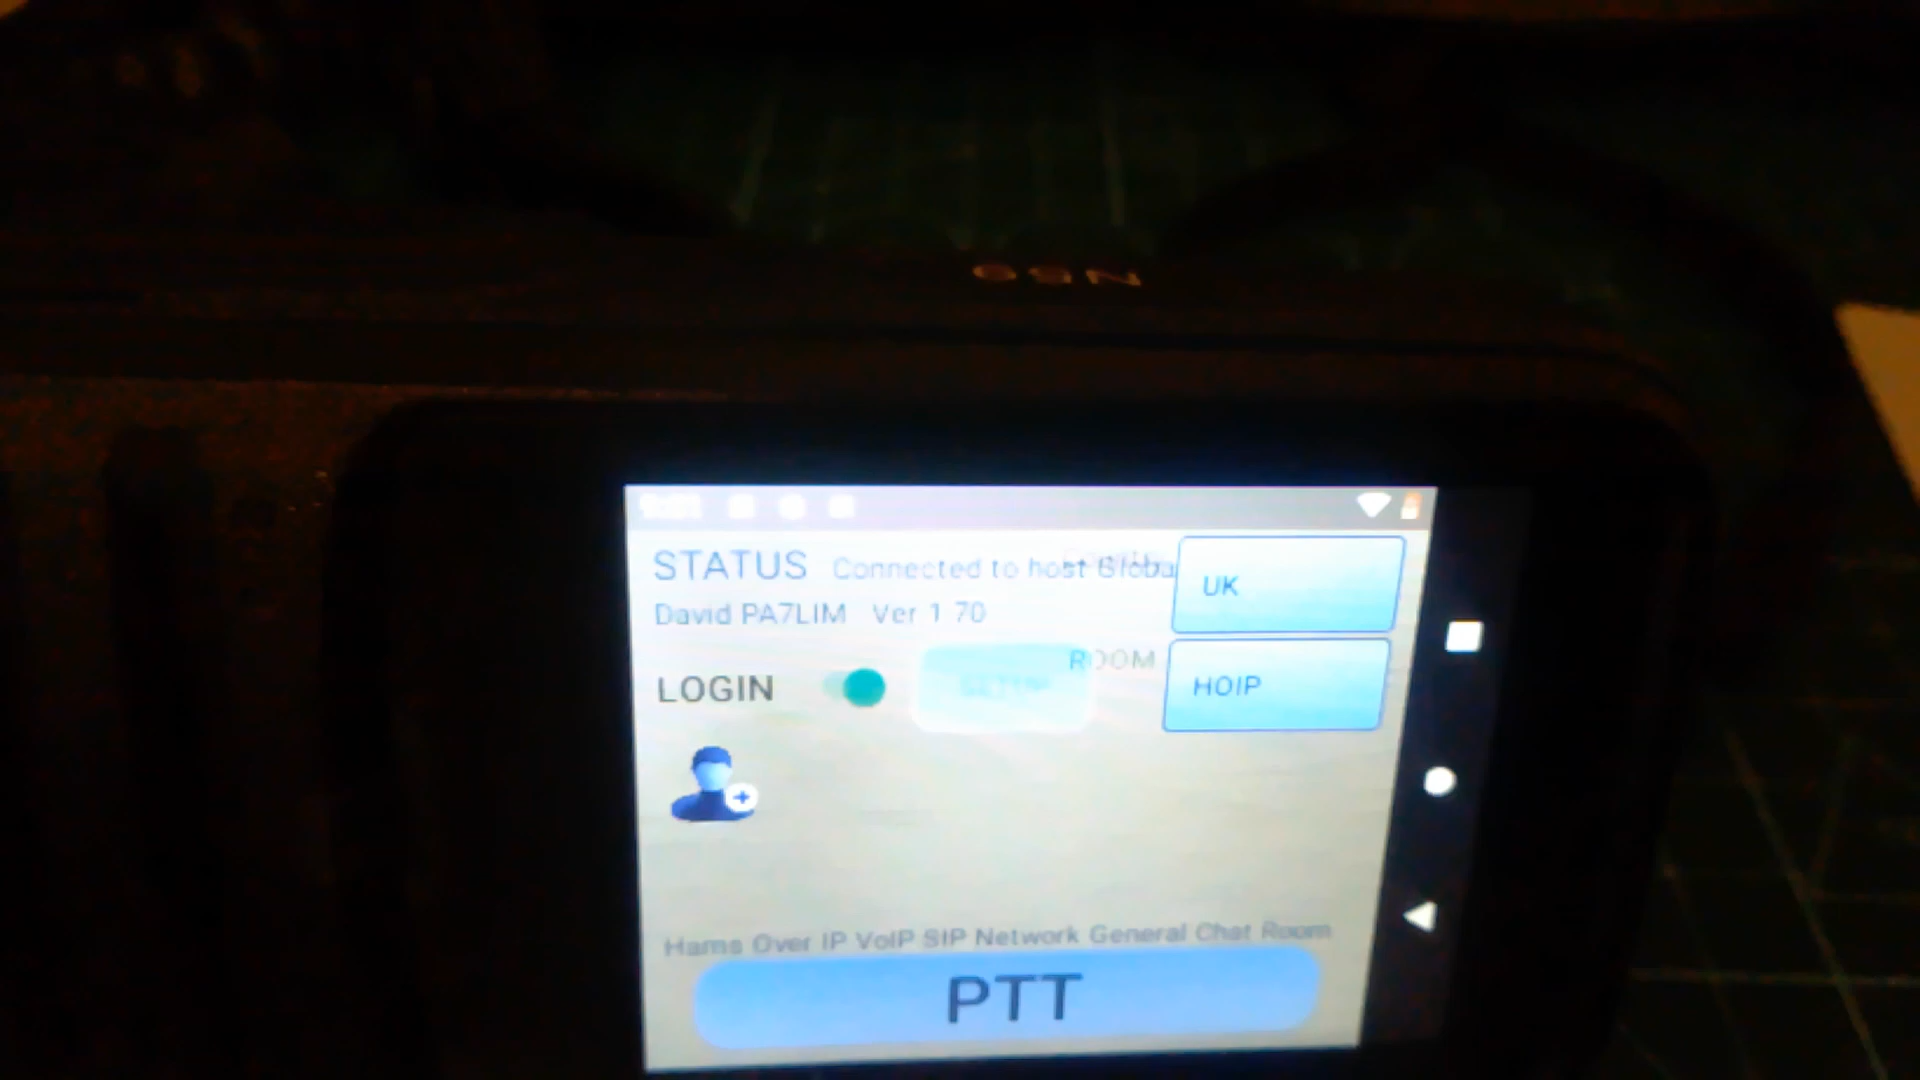 STATUS Connected to host Globa
UK
David PA7LIM Ver 1 70
ROOM
LOGIN
HOIP
Hams Over IP VoIP SIP Network General Chat Room
PTT